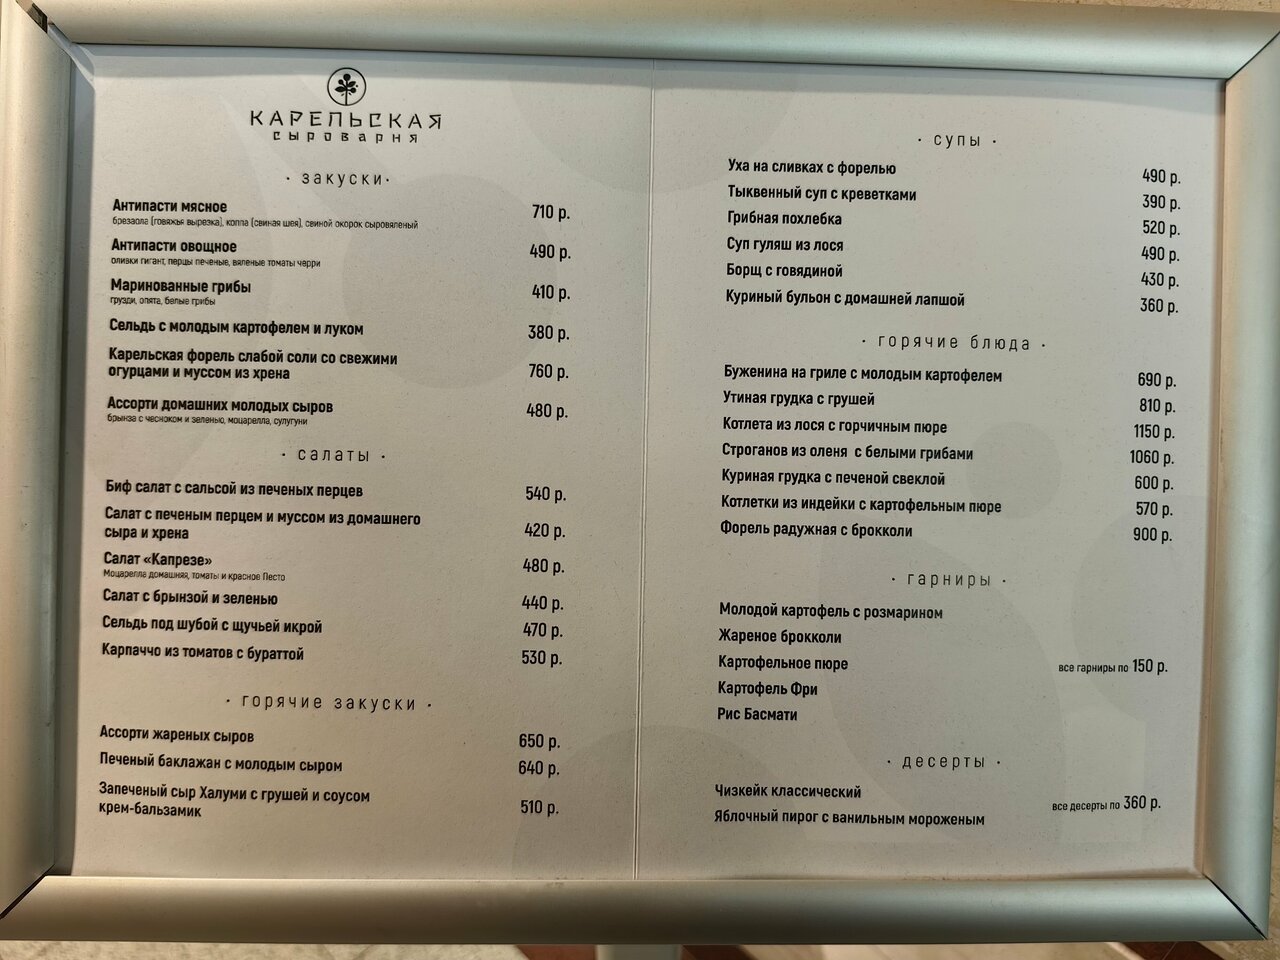 КАРЕЛЬСКАЯ
СЫРОВАРНЯ
· закуски·
Антипасти мясное 710 р.
брезаола (говяжья вырезка), коппа (свиная шея), свиной окорок сыровяленый
Антипасти овощное 490 р.
оливки гигант, перцы печеные, вяленые томаты черри
Маринованные грибы 410 р.
грузди, опята, белые грибы
Сельдь с молодым картофелем и луком 380 р.
Карельская форель слабой соли со свежими
огурцами и муссом из хрена 760 р.
Ассорти домашних молодых сыров 480 р.
брынза с чесноком и зеленью, моцарелла, сулугуни
· салаты ·
Биф салат с сальсой из печеных перцев 540 р.
Салат с печеным перцем и муссом из домашнего
сыра и хрена 420 р.
Салат «Капрезе» 480 р.
Моцарелла домашняя, томаты и красное Песто
Салат с брынзой и зеленью 440 р.
Сельдь под шубой с щучьей икрой 470 р.
Карпаччо из томатов с бураттой 530 р.
· горячие закуски ·
Ассорти жареных сыров 650 р.
Печеный баклажан с молодым сыром 640 р.
Запеченый сыр Халуми с грушей и соусом
крем-бальзамик 510 р.
· супы ·
Уха на сливках с форелью 490 р.
Тыквенный суп с креветками 390 р.
Грибная похлебка 520 р.
Суп гуляш из лося 490 р.
Борщ с говядиной 430 р.
Куриный бульон с домашней лапшой 360 р.
· горячие блюда ·
Буженина на гриле с молодым картофелем 690 р.
Утиная грудка с грушей 810 р.
Котлета из лося с горчичным пюре 1150 р.
Строганов из оленя с белыми грибами 1060 р.
Куриная грудка с печеной свеклой 600 р.
Котлетки из индейки с картофельным пюре 570 р.
Форель радужная с брокколи 900 р.
· гарниры ·
Молодой картофель с розмарином
Жареное брокколи
Картофельное пюре все гарниры по 150 р.
Картофель Фри
Рис Басмати
· десерты ·
Чизкейк классический все десерты по 360 р.
Яблочный пирог с ванильным мороженым